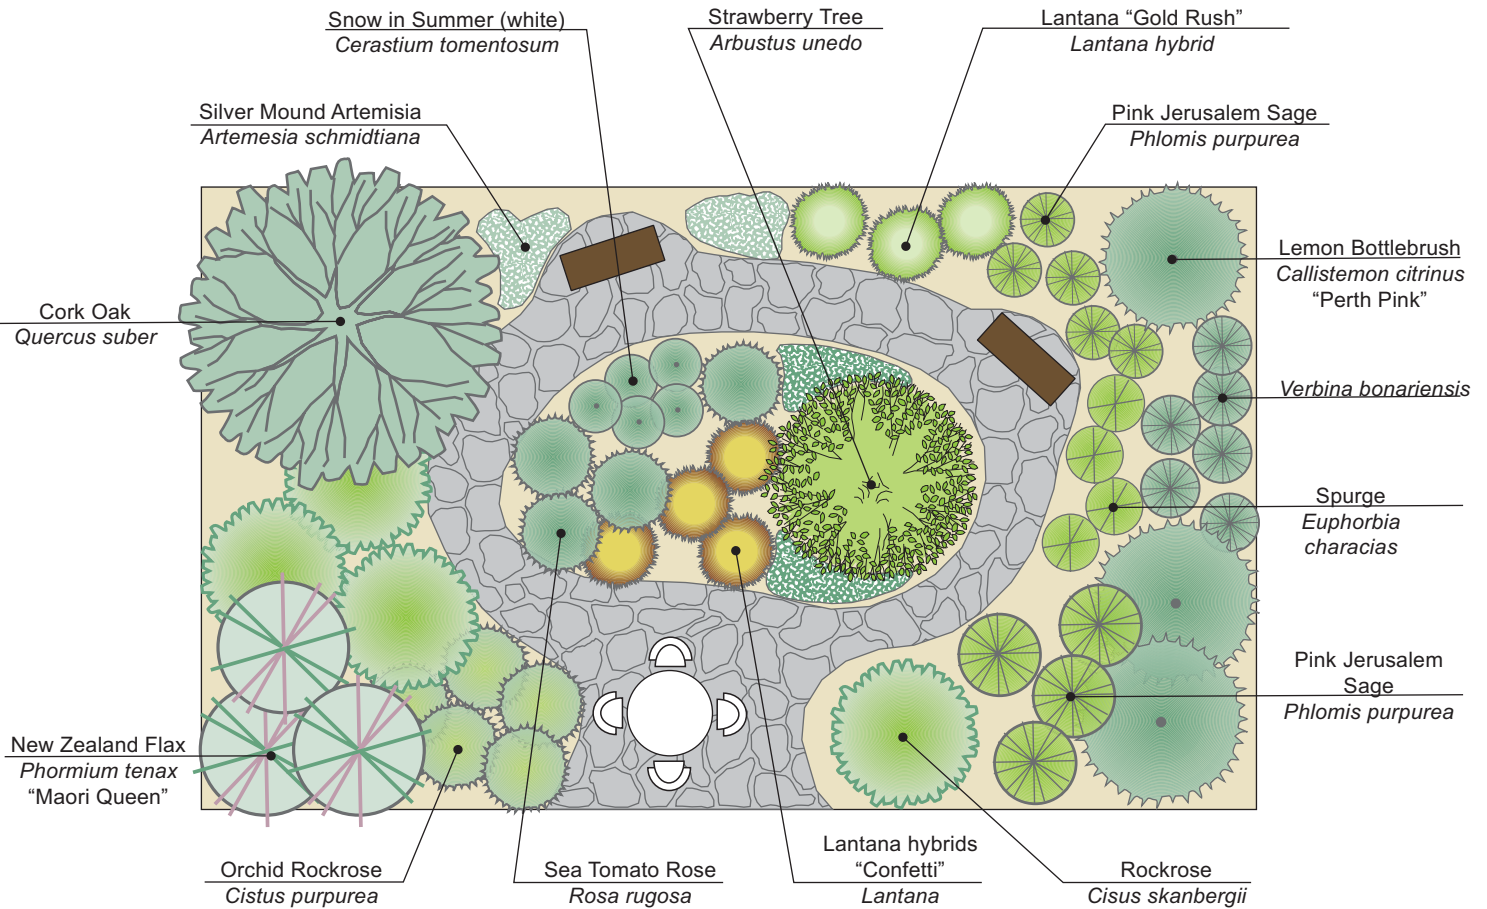 Snow in Summer (white)
Cerastium tomentosum
Strawberry Tree
Arbustus unedo
Lantana “Gold Rush”
Lantana hybrid
Silver Mound Artemisia
Artemesia schmidtiana
Pink Jerusalem Sage
Phlomis purpurea
Lemon Bottlebrush
Callistemon citrinus
“Perth Pink”
Cork Oak
Quercus suber
Verbina bonariensis
Spurge
Euphorbia
characias
Pink Jerusalem
Sage
Phlomis purpurea
New Zealand Flax
Phormium tenax
“Maori Queen”
Orchid Rockrose
Cistus purpurea
Sea Tomato Rose
Rosa rugosa
Lantana hybrids
“Confetti”
Lantana
Rockrose
Cisus skanbergii